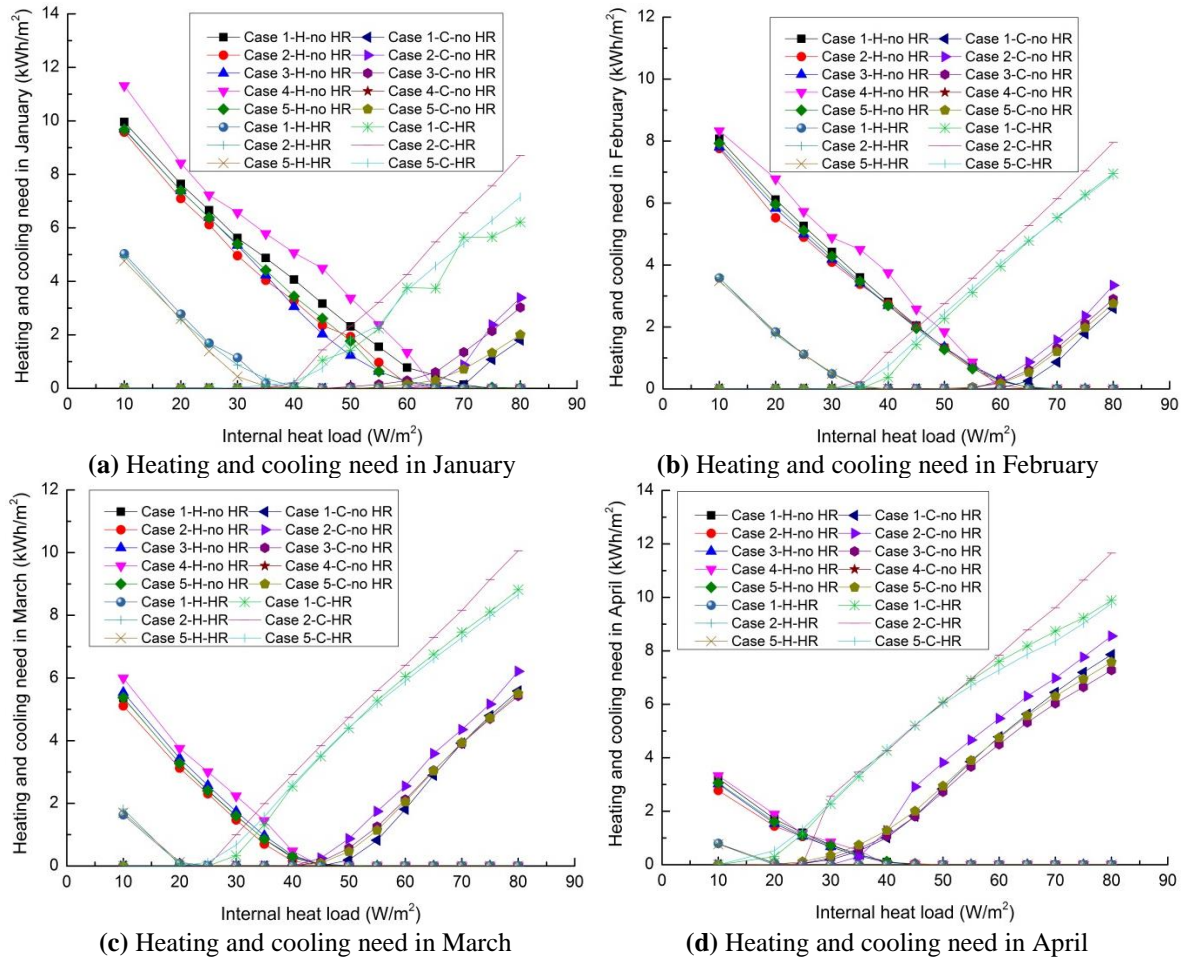 Heating and cooling need in January (kWh/m²)
14
12
10
8
6
4
2
0
Case 1-H-no HR Case 1-C-no HR
Case 2-H-no HR Case 2-C-no HR
Case 3-H-no HR Case 3-C-no HR
Case 4-H-no HR Case 4-C-no HR
Case 5-H-no HR Case 5-C-no HR
Case 1-H-HR Case 1-C-HR
Case 2-H-HR Case 2-C-HR
Case 5-H-HR Case 5-C-HR
0 10 20 30 40 50 60 70 80 90
Internal heat load (W/m²)
(a) Heating and cooling need in January
Heating and cooling need in February (kWh/m²)
12
10
8
6
4
2
0
Case 1-H-no HR Case 1-C-no HR
Case 2-H-no HR Case 2-C-no HR
Case 3-H-no HR Case 3-C-no HR
Case 4-H-no HR Case 4-C-no HR
Case 5-H-no HR Case 5-C-no HR
Case 1-H-HR Case 1-C-HR
Case 2-H-HR Case 2-C-HR
Case 5-H-HR Case 5-C-HR
0 10 20 30 40 50 60 70 80 90
Internal heat load (W/m²)
(b) Heating and cooling need in February
Heating and cooling need in March (kWh/m²)
12
10
8
6
4
2
0
Case 1-H-no HR Case 1-C-no HR
Case 2-H-no HR Case 2-C-no HR
Case 3-H-no HR Case 3-C-no HR
Case 4-H-no HR Case 4-C-no HR
Case 5-H-no HR Case 5-C-no HR
Case 1-H-HR Case 1-C-HR
Case 2-H-HR Case 2-C-HR
Case 5-H-HR Case 5-C-HR
0 10 20 30 40 50 60 70 80 90
Internal heat load (W/m²)
(c) Heating and cooling need in March
Heating and cooling need in April (kWh/m²)
14
12
10
8
6
4
2
0
Case 1-H-no HR Case 1-C-no HR
Case 2-H-no HR Case 2-C-no HR
Case 3-H-no HR Case 3-C-no HR
Case 4-H-no HR Case 4-C-no HR
Case 5-H-no HR Case 5-C-no HR
Case 1-H-HR Case 1-C-HR
Case 2-H-HR Case 2-C-HR
Case 5-H-HR Case 5-C-HR
0 10 20 30 40 50 60 70 80 90
Internal heat load (W/m²)
(d) Heating and cooling need in April